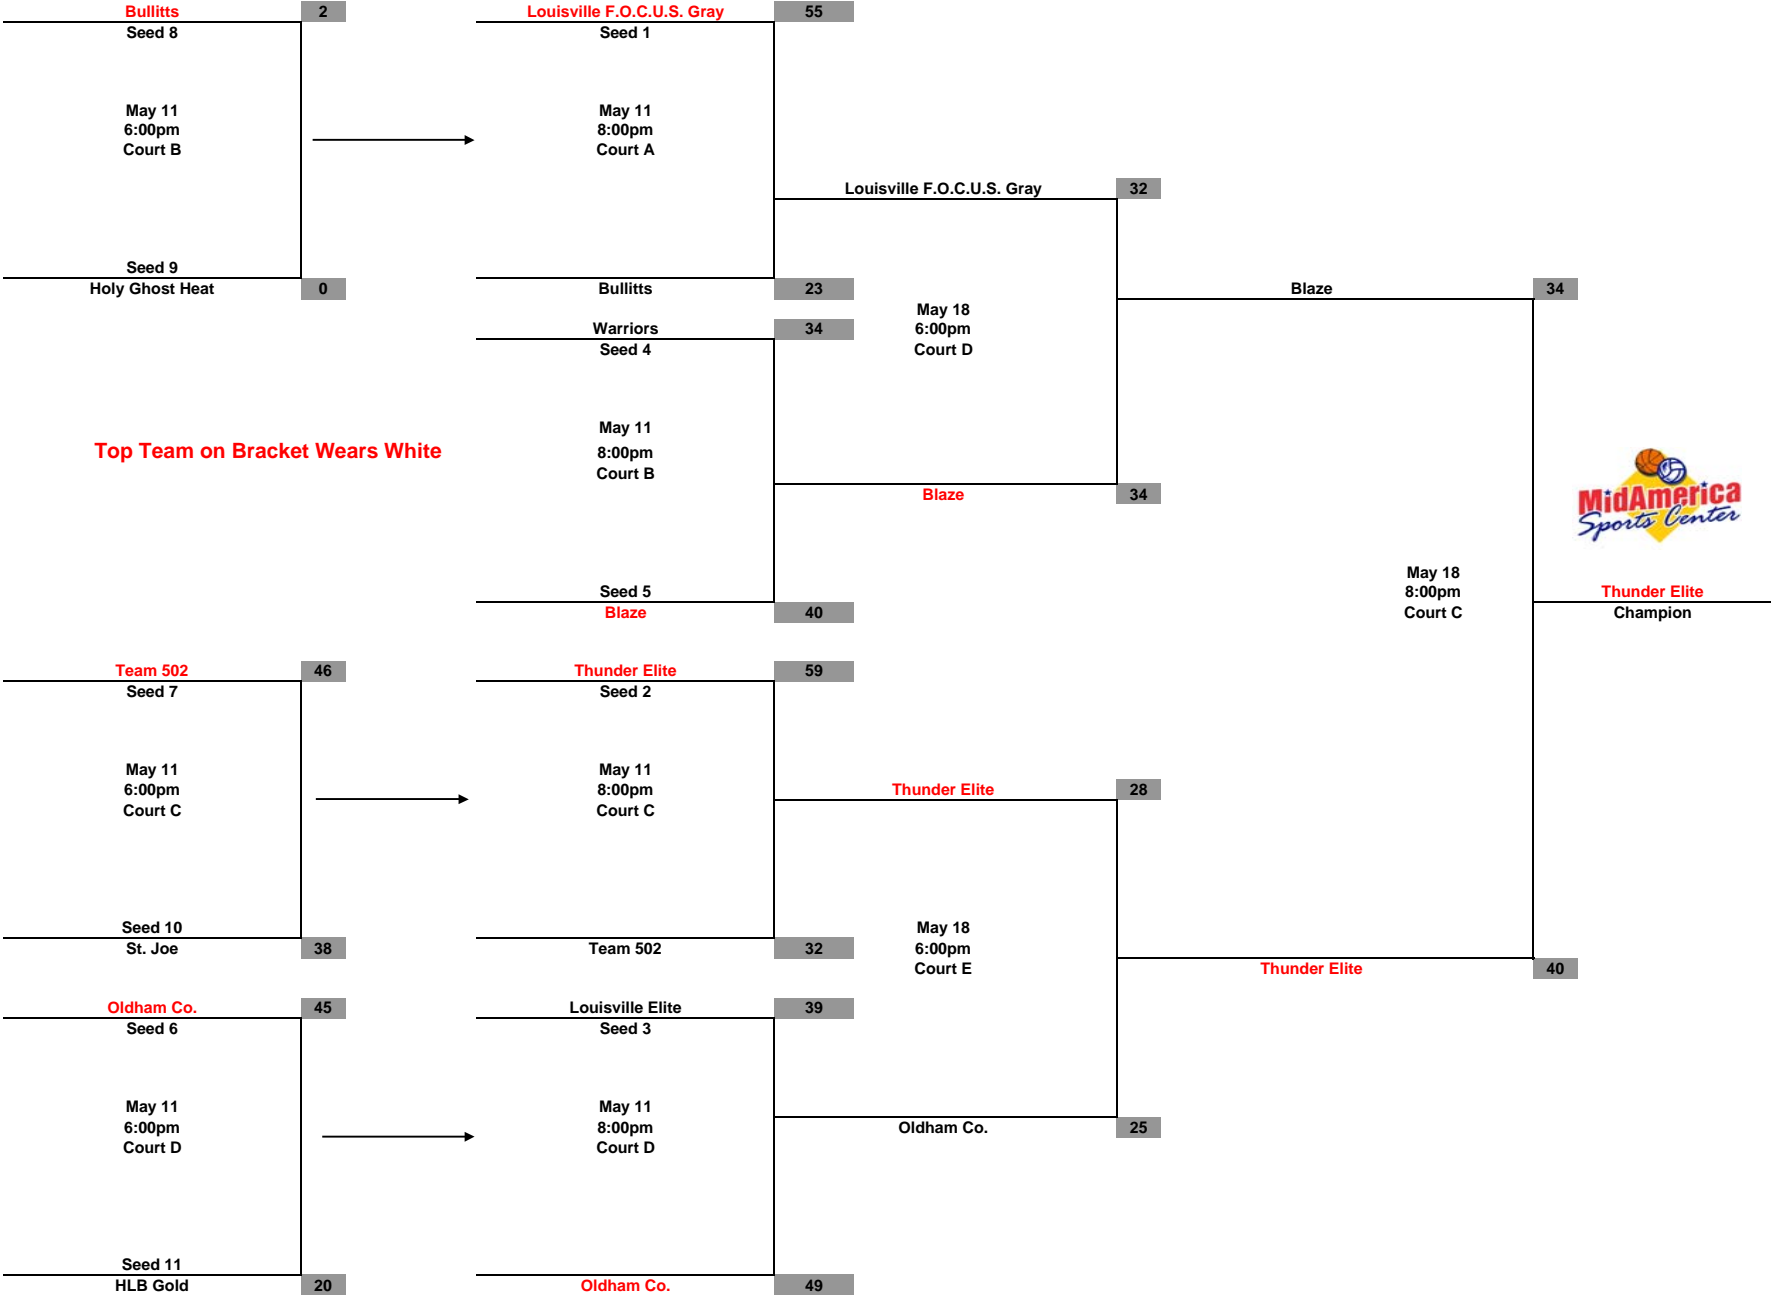 Bullitts 2
Seed 8
May 11
6:00pm
Court B
Seed 9
Holy Ghost Heat 0
Louisville F.O.C.U.S. Gray 55
Seed 1
May 11
8:00pm
Court A
Bullitts 23
Warriors 34
Seed 4
May 11
8:00pm
Court B
Seed 5
Blaze 40
Top Team on Bracket Wears White
Louisville F.O.C.U.S. Gray 32
May 18
6:00pm
Court D
Blaze 34
Blaze 34
May 18
8:00pm
Court C
MidAmerica
Sports Center
Thunder Elite
Champion
Team 502 46
Seed 7
May 11
6:00pm
Court C
Seed 10
St. Joe 38
Thunder Elite 59
Seed 2
May 11
8:00pm
Court C
Team 502 32
Thunder Elite 28
May 18
6:00pm
Court E
Oldham Co. 25
Thunder Elite 40
Oldham Co. 45
Seed 6
May 11
6:00pm
Court D
Seed 11
HLB Gold 20
Louisville Elite 39
Seed 3
May 11
8:00pm
Court D
Oldham Co. 49